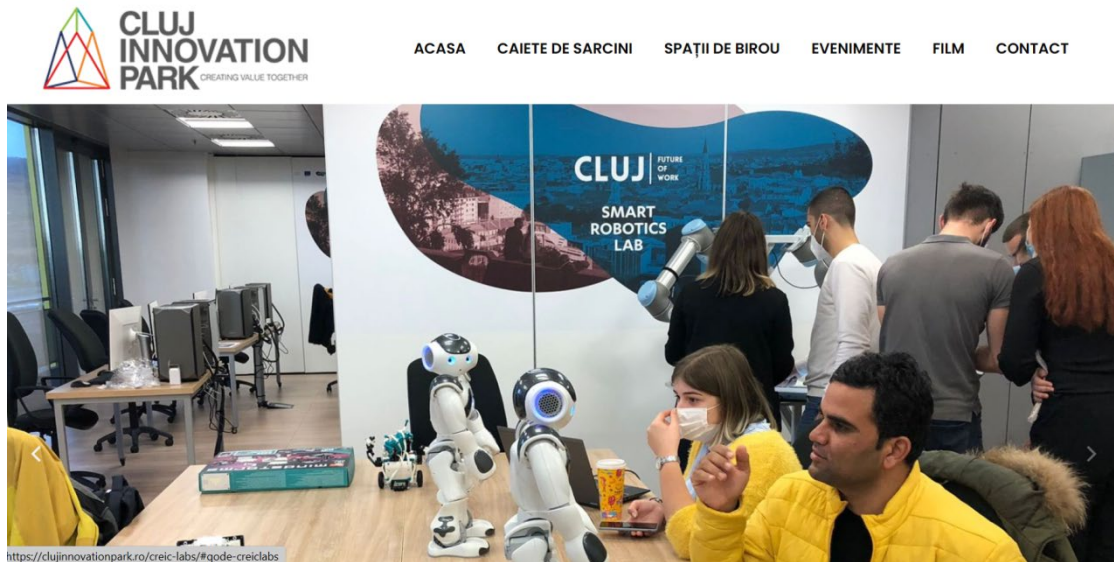 CLUJ
INNOVATION
PARK CREATING VALUE TOGETHER
ACASA CAIETE DE SARCINI SPAȚII DE BIROU EVENIMENTE FILM CONTACT
CLUJ FUTURE
OF
WORK
SMART
ROBOTICS
LAB
MINDSTORMS
https://clujinnovationpark.ro/creic-labs/#qode-creiclabs